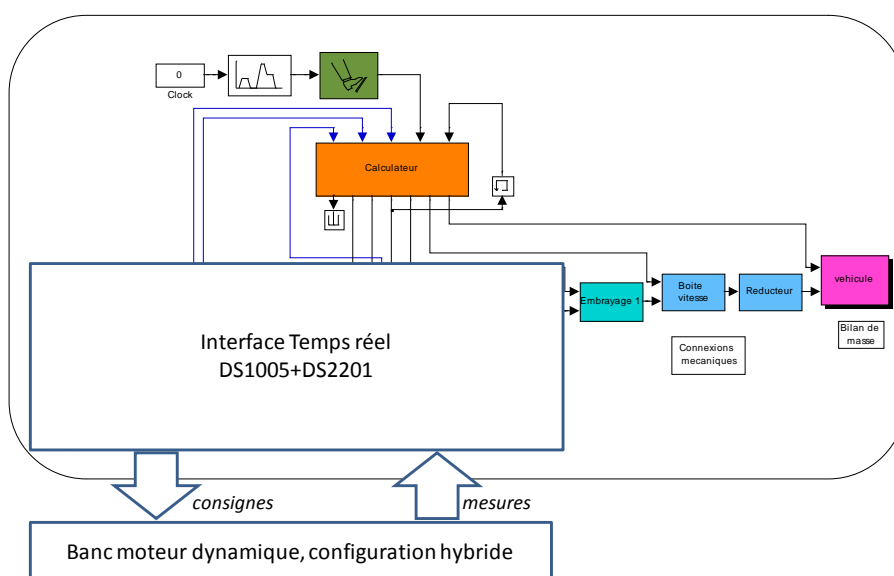 0
Clock
Calculateur
Interface Temps réel
DS1005+DS2201
Embrayage 1
Boite
vitesse
Reducteur
vehicule
Connexions
mecaniques
Bilan de
masse
consignes
mesures
Banc moteur dynamique, configuration hybride